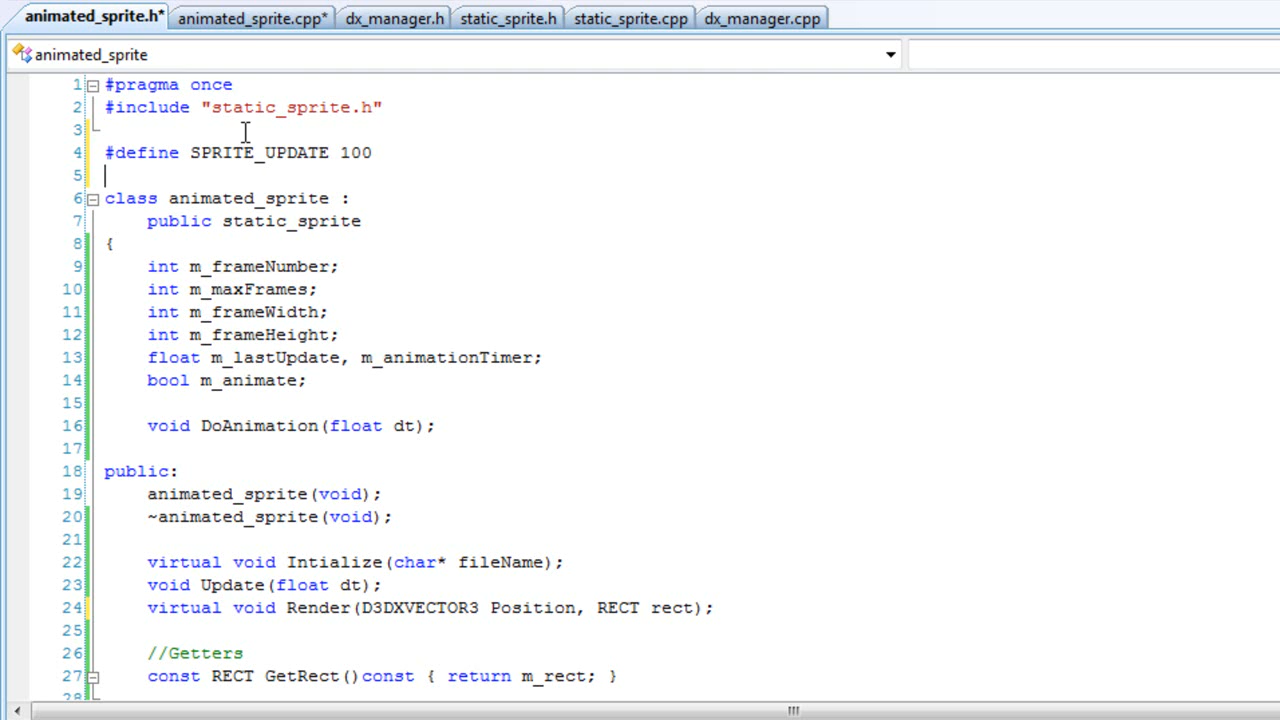 animated_sprite.h* animated_sprite.cpp* dx_manager.h static_sprite.h static_sprite.cpp dx_manager.cpp
animated_sprite
1 #pragma once
2 #include "static_sprite.h"
3
4 #define SPRITE_UPDATE 100
5
6 class animated_sprite :
7 public static_sprite
8 {
9 int m_frameNumber;
10 int m_maxFrames;
11 int m_frameWidth;
12 int m_frameHeight;
13 float m_lastUpdate, m_animationTimer;
14 bool m_animate;
15
16 void DoAnimation(float dt);
17
18 public:
19 animated_sprite(void);
20 ~animated_sprite(void);
21
22 virtual void Intialize(char* fileName);
23 void Update(float dt);
24 virtual void Render(D3DXVECTOR3 Position, RECT rect);
25
26 //Getters
27 const RECT GetRect()const { return m_rect; }
28